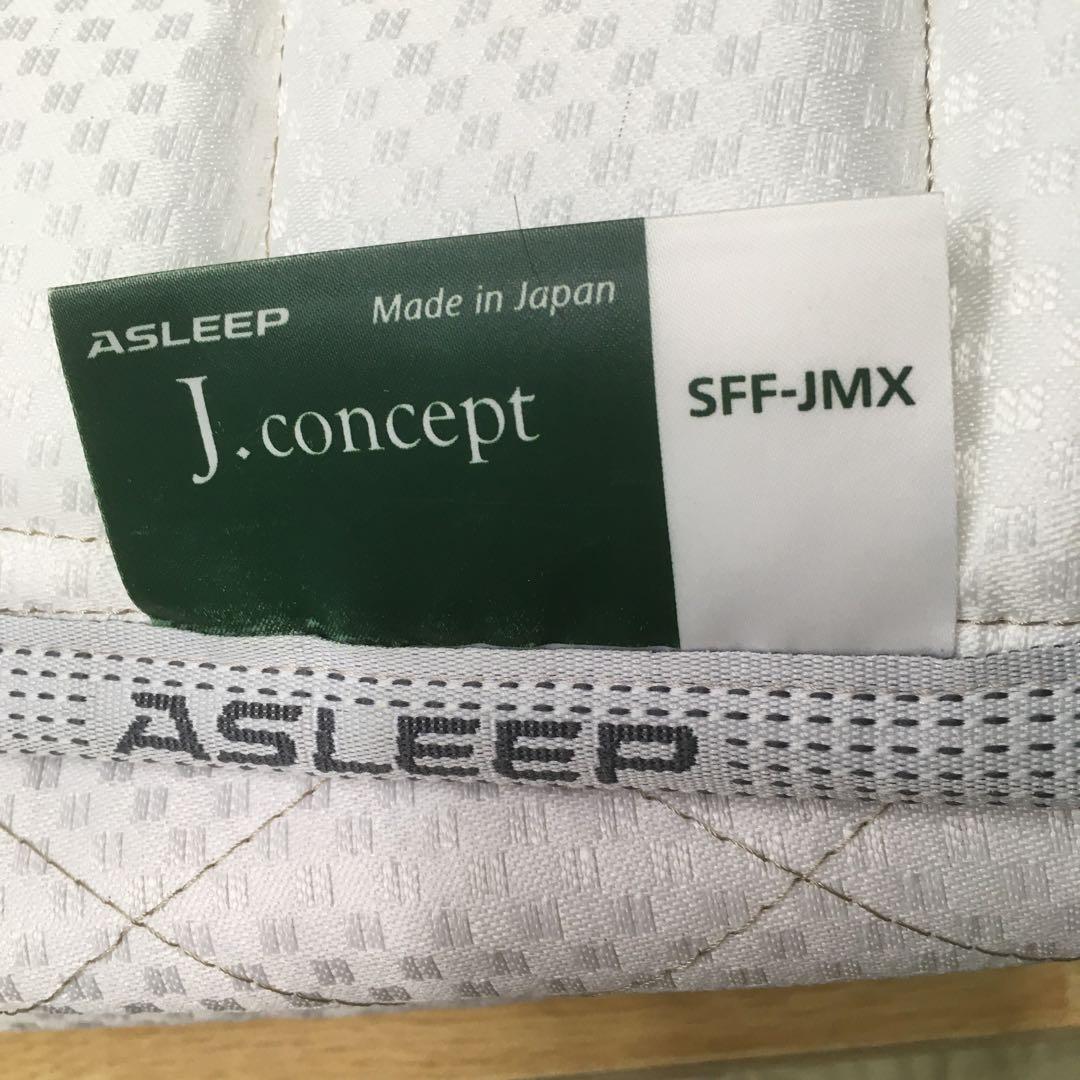 ASLEEP Made in Japan
J.concept
SFF-JMX
ASLEEP